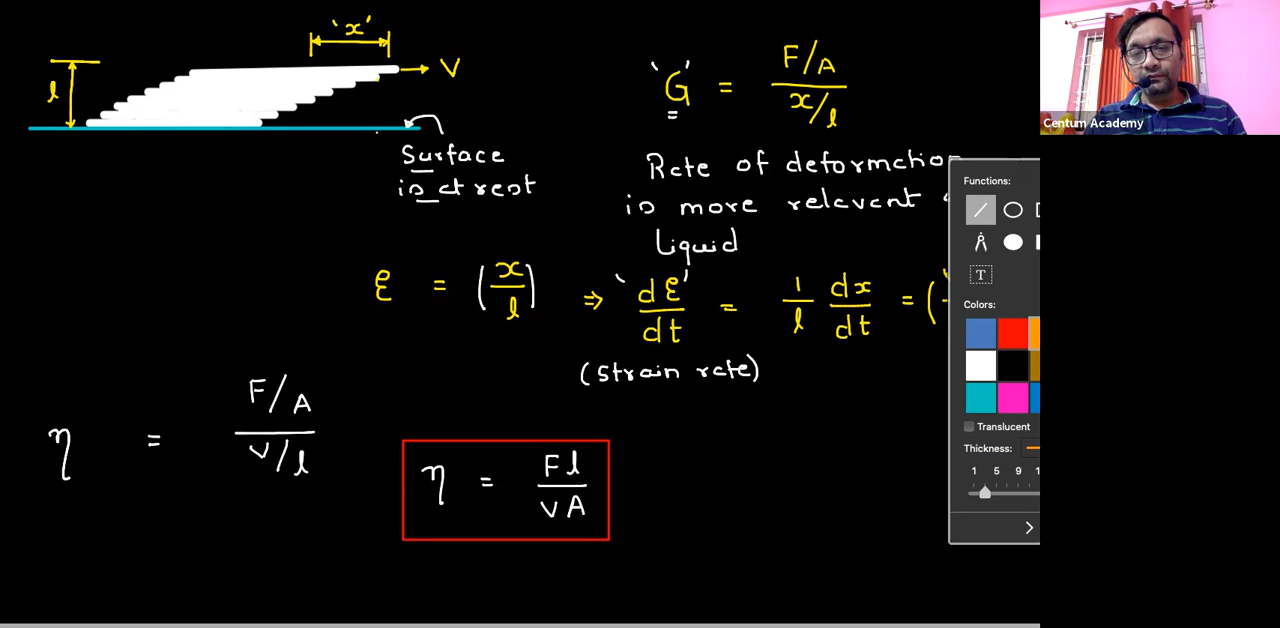 'x'
l
V
'G' = F/A / x/l
Surface
is at rest
Rate of deformation
is more relevant
liquid
ε = (x/l) ⇒ 'dε'/dt = 1/l dx/dt = (
(strain rate)
η = F/A / v/l
η = Fl / vA
Centum Academy
Functions:
T
Colors:
Translucent
Thickness:
1 5 9 1